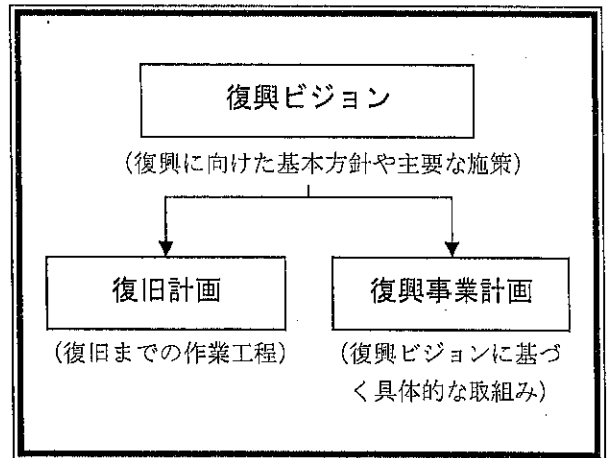 復興ビジョン
（復興に向けた基本方針や主要な施策）
復旧計画
（復旧までの作業工程）
復興事業計画
（復興ビジョンに基づ
く具体的な取組み）